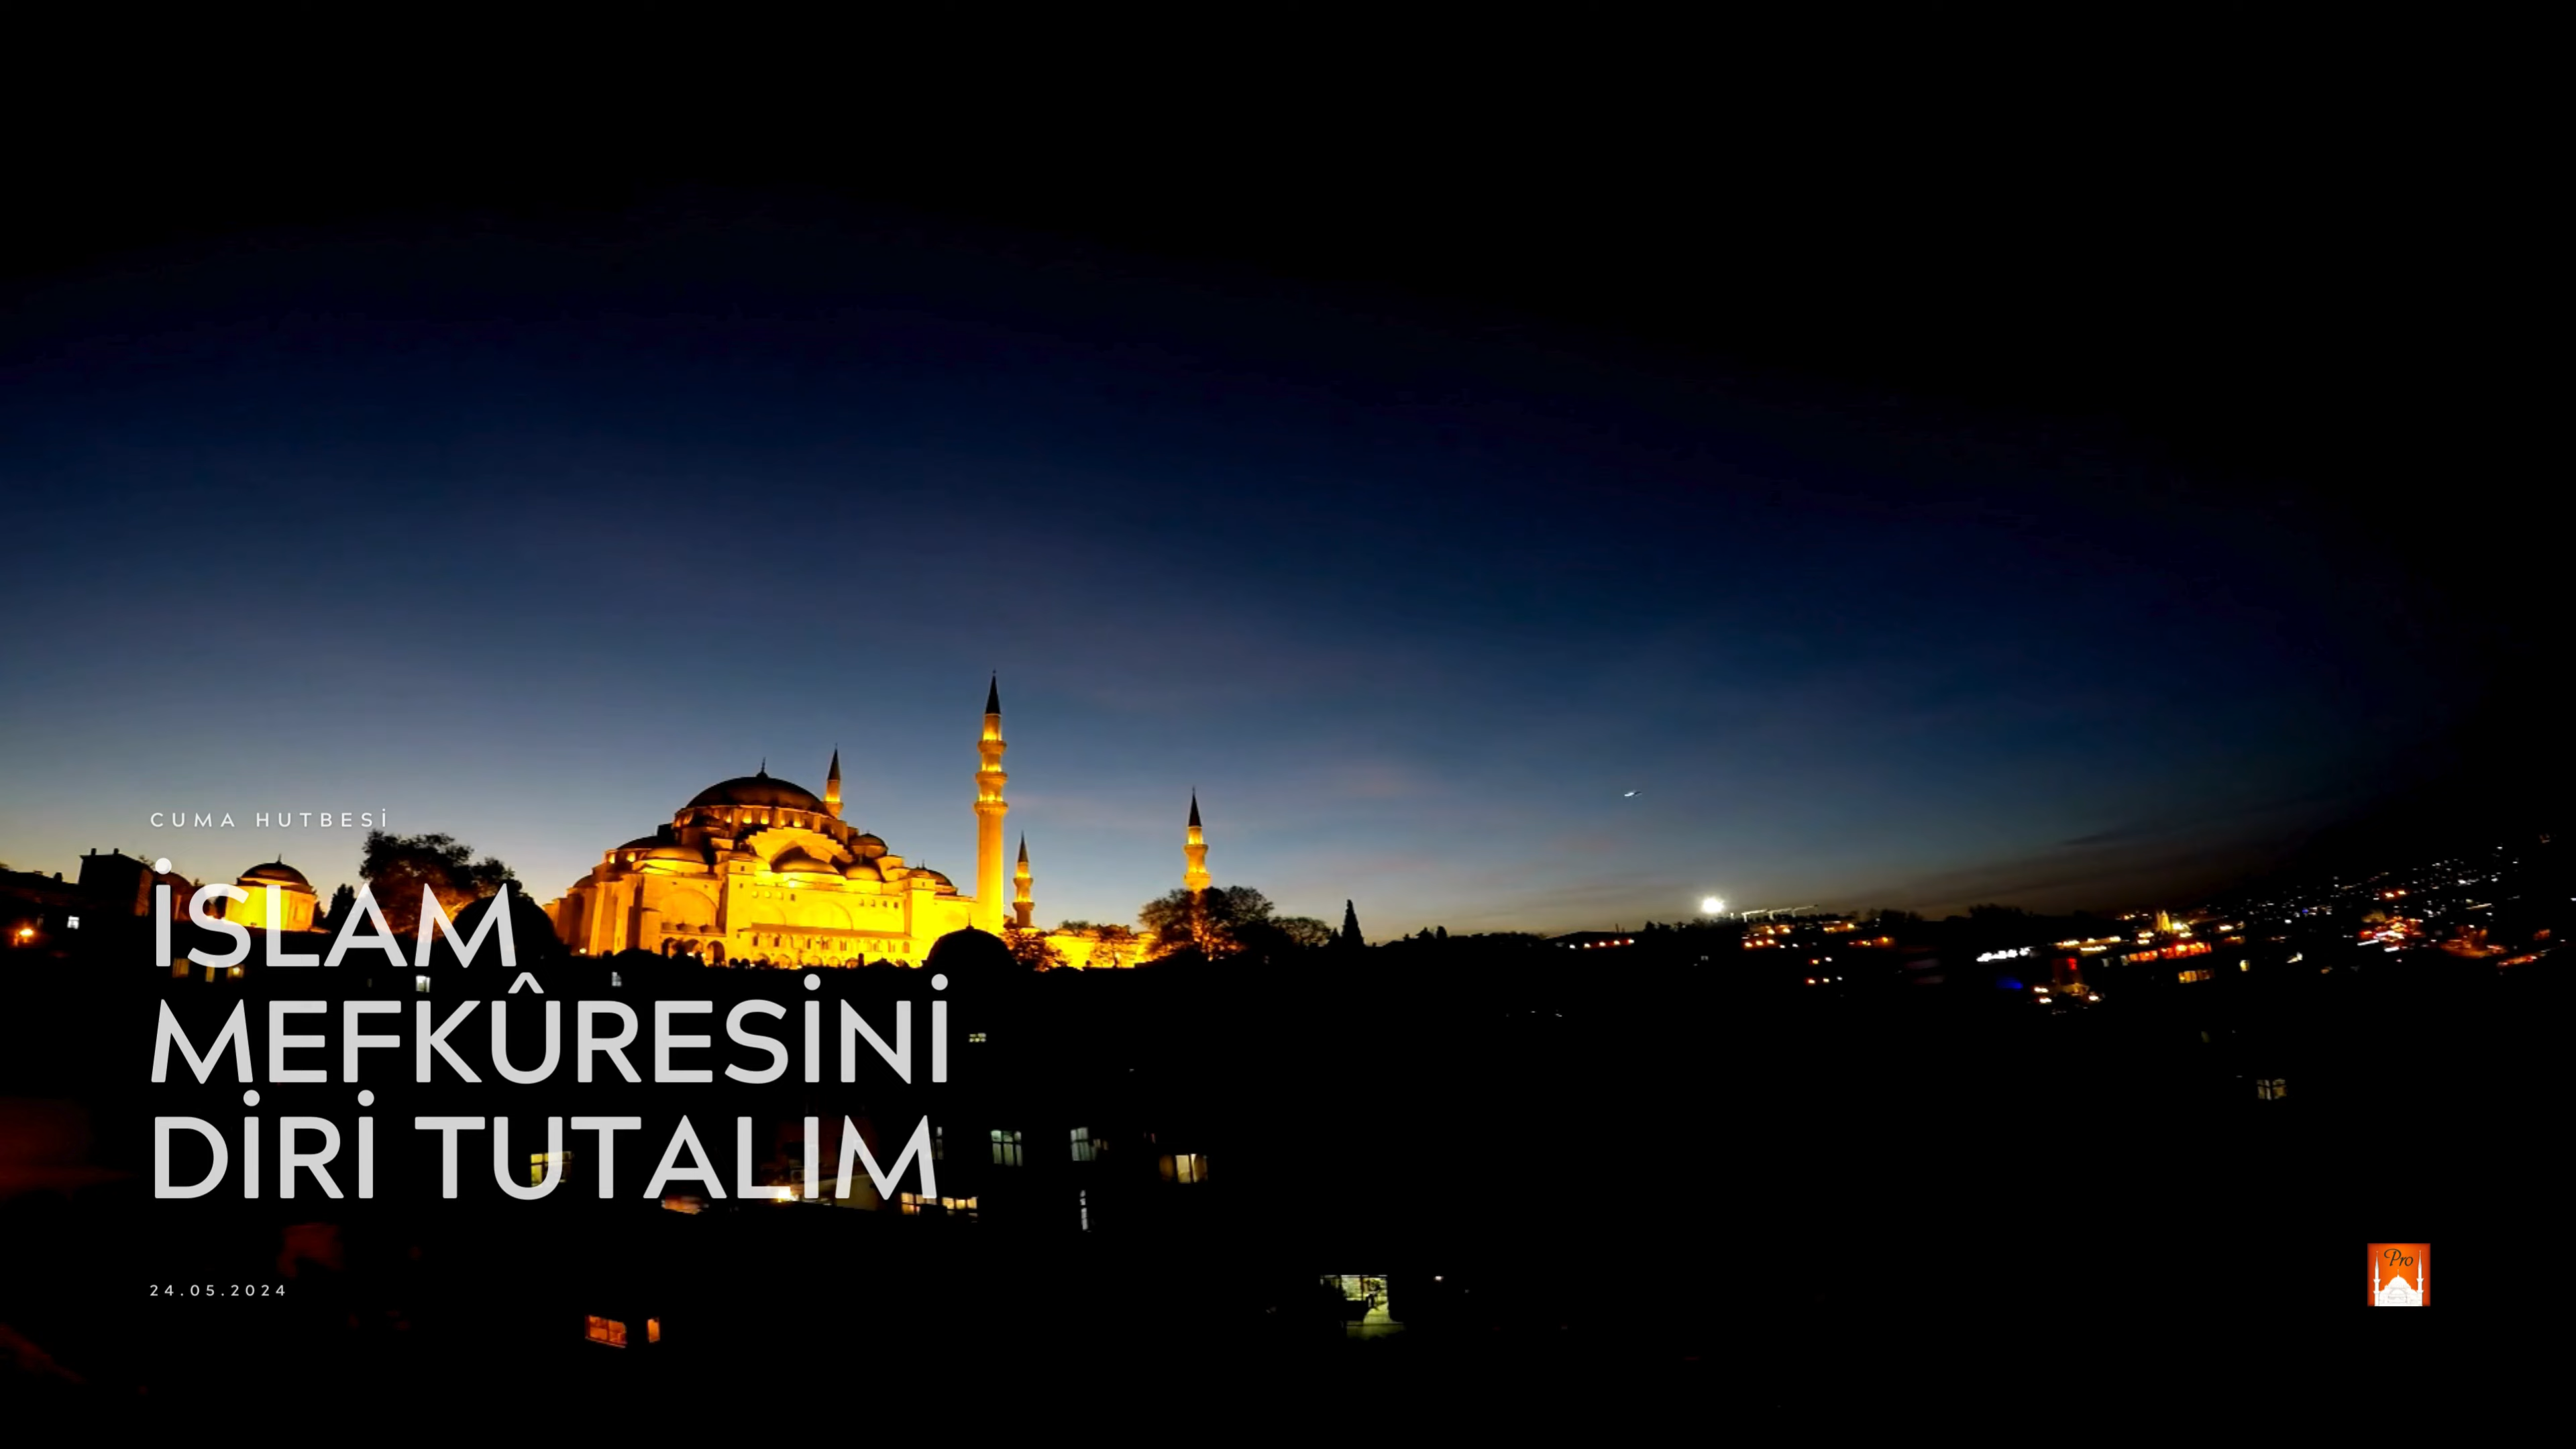 CUMA HUTBESİ
İSLAM
MEFKÛRESİNİ
DİRİ TUTALIM
24.05.2024
Pro